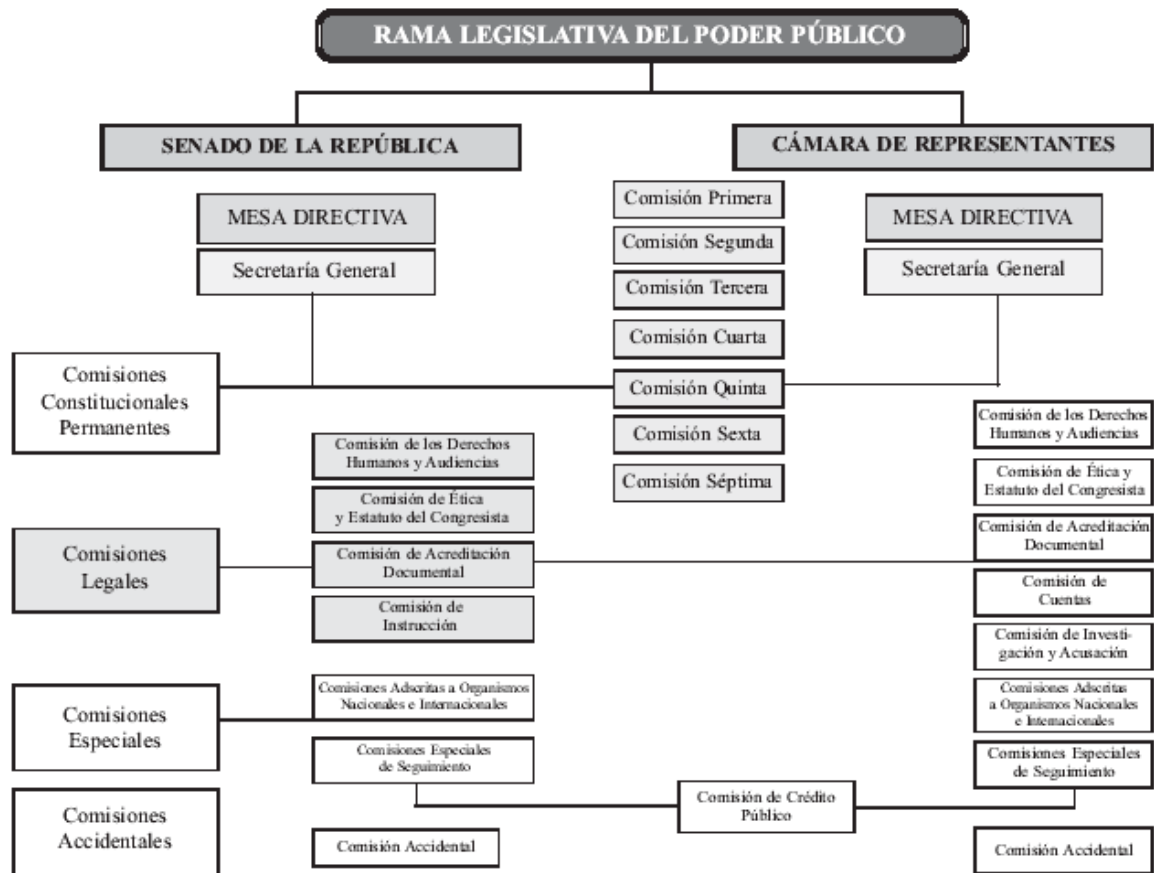 RAMA LEGISLATIVA DEL PODER PÚBLICO
SENADO DE LA REPÚBLICA
CÁMARA DE REPRESENTANTES
MESA DIRECTIVA
Secretaría General
Comisión Primera
Comisión Segunda
Comisión Tercera
Comisión Cuarta
Comisión Quinta
Comisión Sexta
Comisión Séptima
MESA DIRECTIVA
Secretaría General
Comisiones
Constitucionales
Permanentes
Comisión de los Derechos
Humanos y Audiencias
Comisión de Ética
y Estatuto del Congresista
Comisiones
Legales
Comisión de Acreditación
Documental
Comisión de
Instrucción
Comisión de los Derechos
Humanos y Audiencias
Comisión de Ética y
Estatuto del Congresista
Comisión de Acreditación
Documental
Comisión de
Cuentas
Comisión de Investi-
gación y Acusación
Comisiones
Especiales
Comisiones Adscritas a Organismos
Nacionales e Internacionales
Comisiones Especiales
de Seguimiento
Comisiones Adscritas
a Organismos Nacionales
e Internacionales
Comisiones Especiales
de Seguimiento
Comisión de Crédito
Público
Comisiones
Accidentales
Comisión Accidental
Comisión Accidental